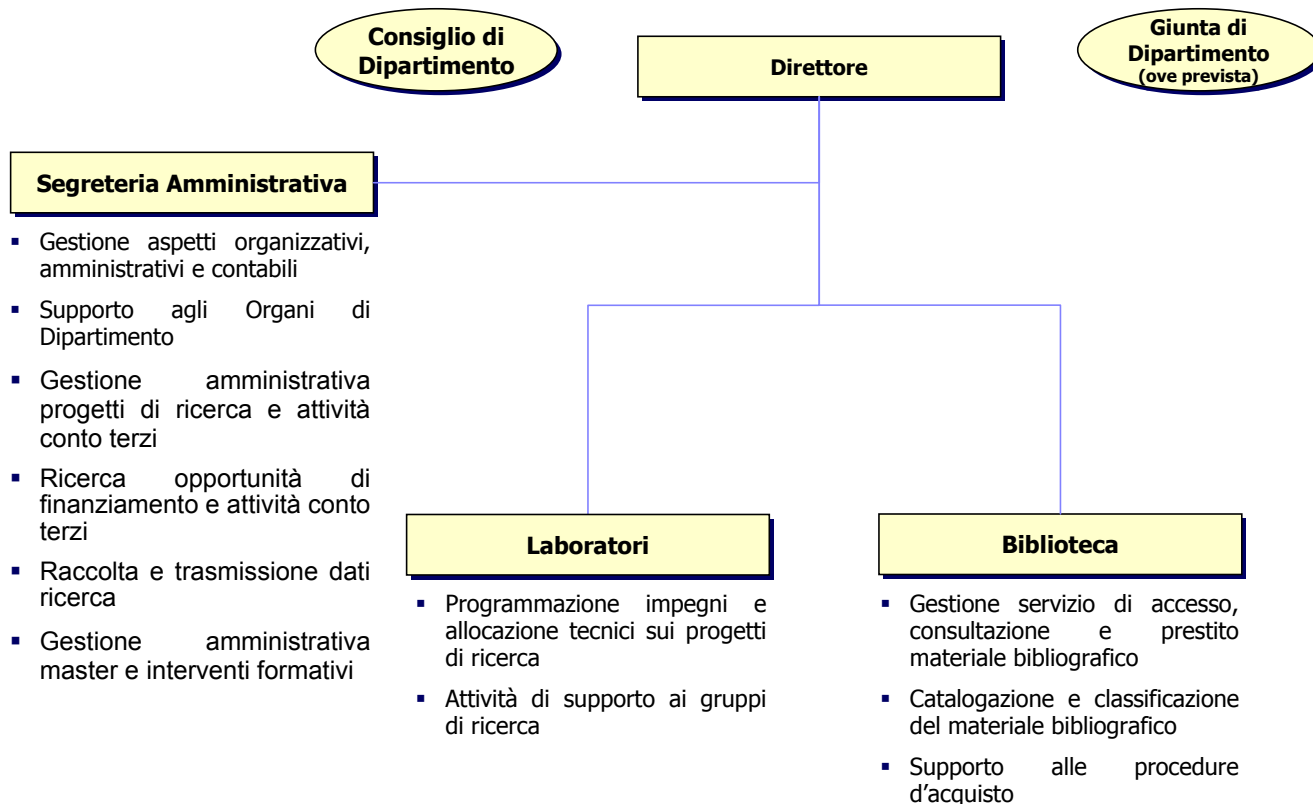 Consiglio di
Dipartimento
Direttore
Giunta di
Dipartimento
(ove prevista)
Segreteria Amministrativa
▪ Gestione aspetti organizzativi,
amministrativi e contabili
▪ Supporto agli Organi di
Dipartimento
▪ Gestione amministrativa
progetti di ricerca e attività
conto terzi
▪ Ricerca opportunità di
finanziamento e attività conto
terzi
▪ Raccolta e trasmissione dati
ricerca
▪ Gestione amministrativa
master e interventi formativi
Laboratori
▪ Programmazione impegni e
allocazione tecnici sui progetti
di ricerca
▪ Attività di supporto ai gruppi
di ricerca
Biblioteca
▪ Gestione servizio di accesso,
consultazione e prestito
materiale bibliografico
▪ Catalogazione e classificazione
del materiale bibliografico
▪ Supporto alle procedure
d'acquisto